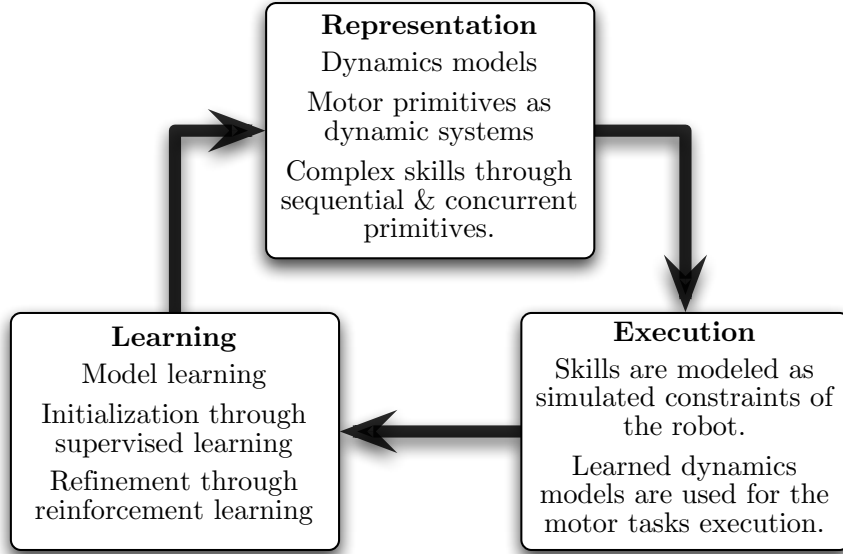 Representation
Dynamics models
Motor primitives as
dynamic systems
Complex skills through
sequential & concurrent
primitives.
Learning
Model learning
Initialization through
supervised learning
Refinement through
reinforcement learning
Execution
Skills are modeled as
simulated constraints of
the robot.
Learned dynamics
models are used for the
motor tasks execution.